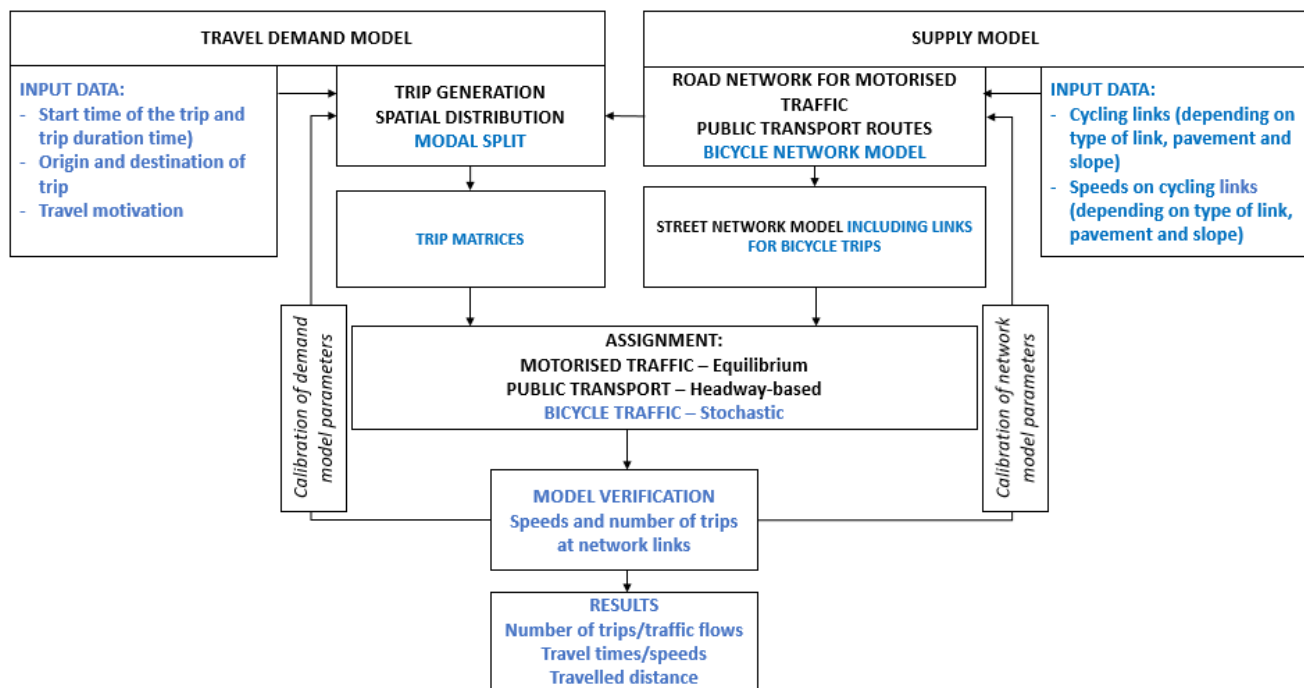 TRAVEL DEMAND MODEL
SUPPLY MODEL
INPUT DATA:
- Start time of the trip and
trip duration time)
- Origin and destination of
trip
- Travel motivation
TRIP GENERATION
SPATIAL DISTRIBUTION
MODAL SPLIT
ROAD NETWORK FOR MOTORISED
TRAFFIC
PUBLIC TRANSPORT ROUTES
BICYCLE NETWORK MODEL
INPUT DATA:
- Cycling links (depending on
type of link, pavement and
slope)
- Speeds on cycling links
(depending on type of link,
pavement and slope)
TRIP MATRICES
STREET NETWORK MODEL INCLUDING LINKS
FOR BICYCLE TRIPS
Calibration of demand
model parameters
ASSIGNMENT:
MOTORISED TRAFFIC – Equilibrium
PUBLIC TRANSPORT – Headway-based
BICYCLE TRAFFIC – Stochastic
Calibration of network
model parameters
MODEL VERIFICATION
Speeds and number of trips
at network links
RESULTS
Number of trips/traffic flows
Travel times/speeds
Travelled distance